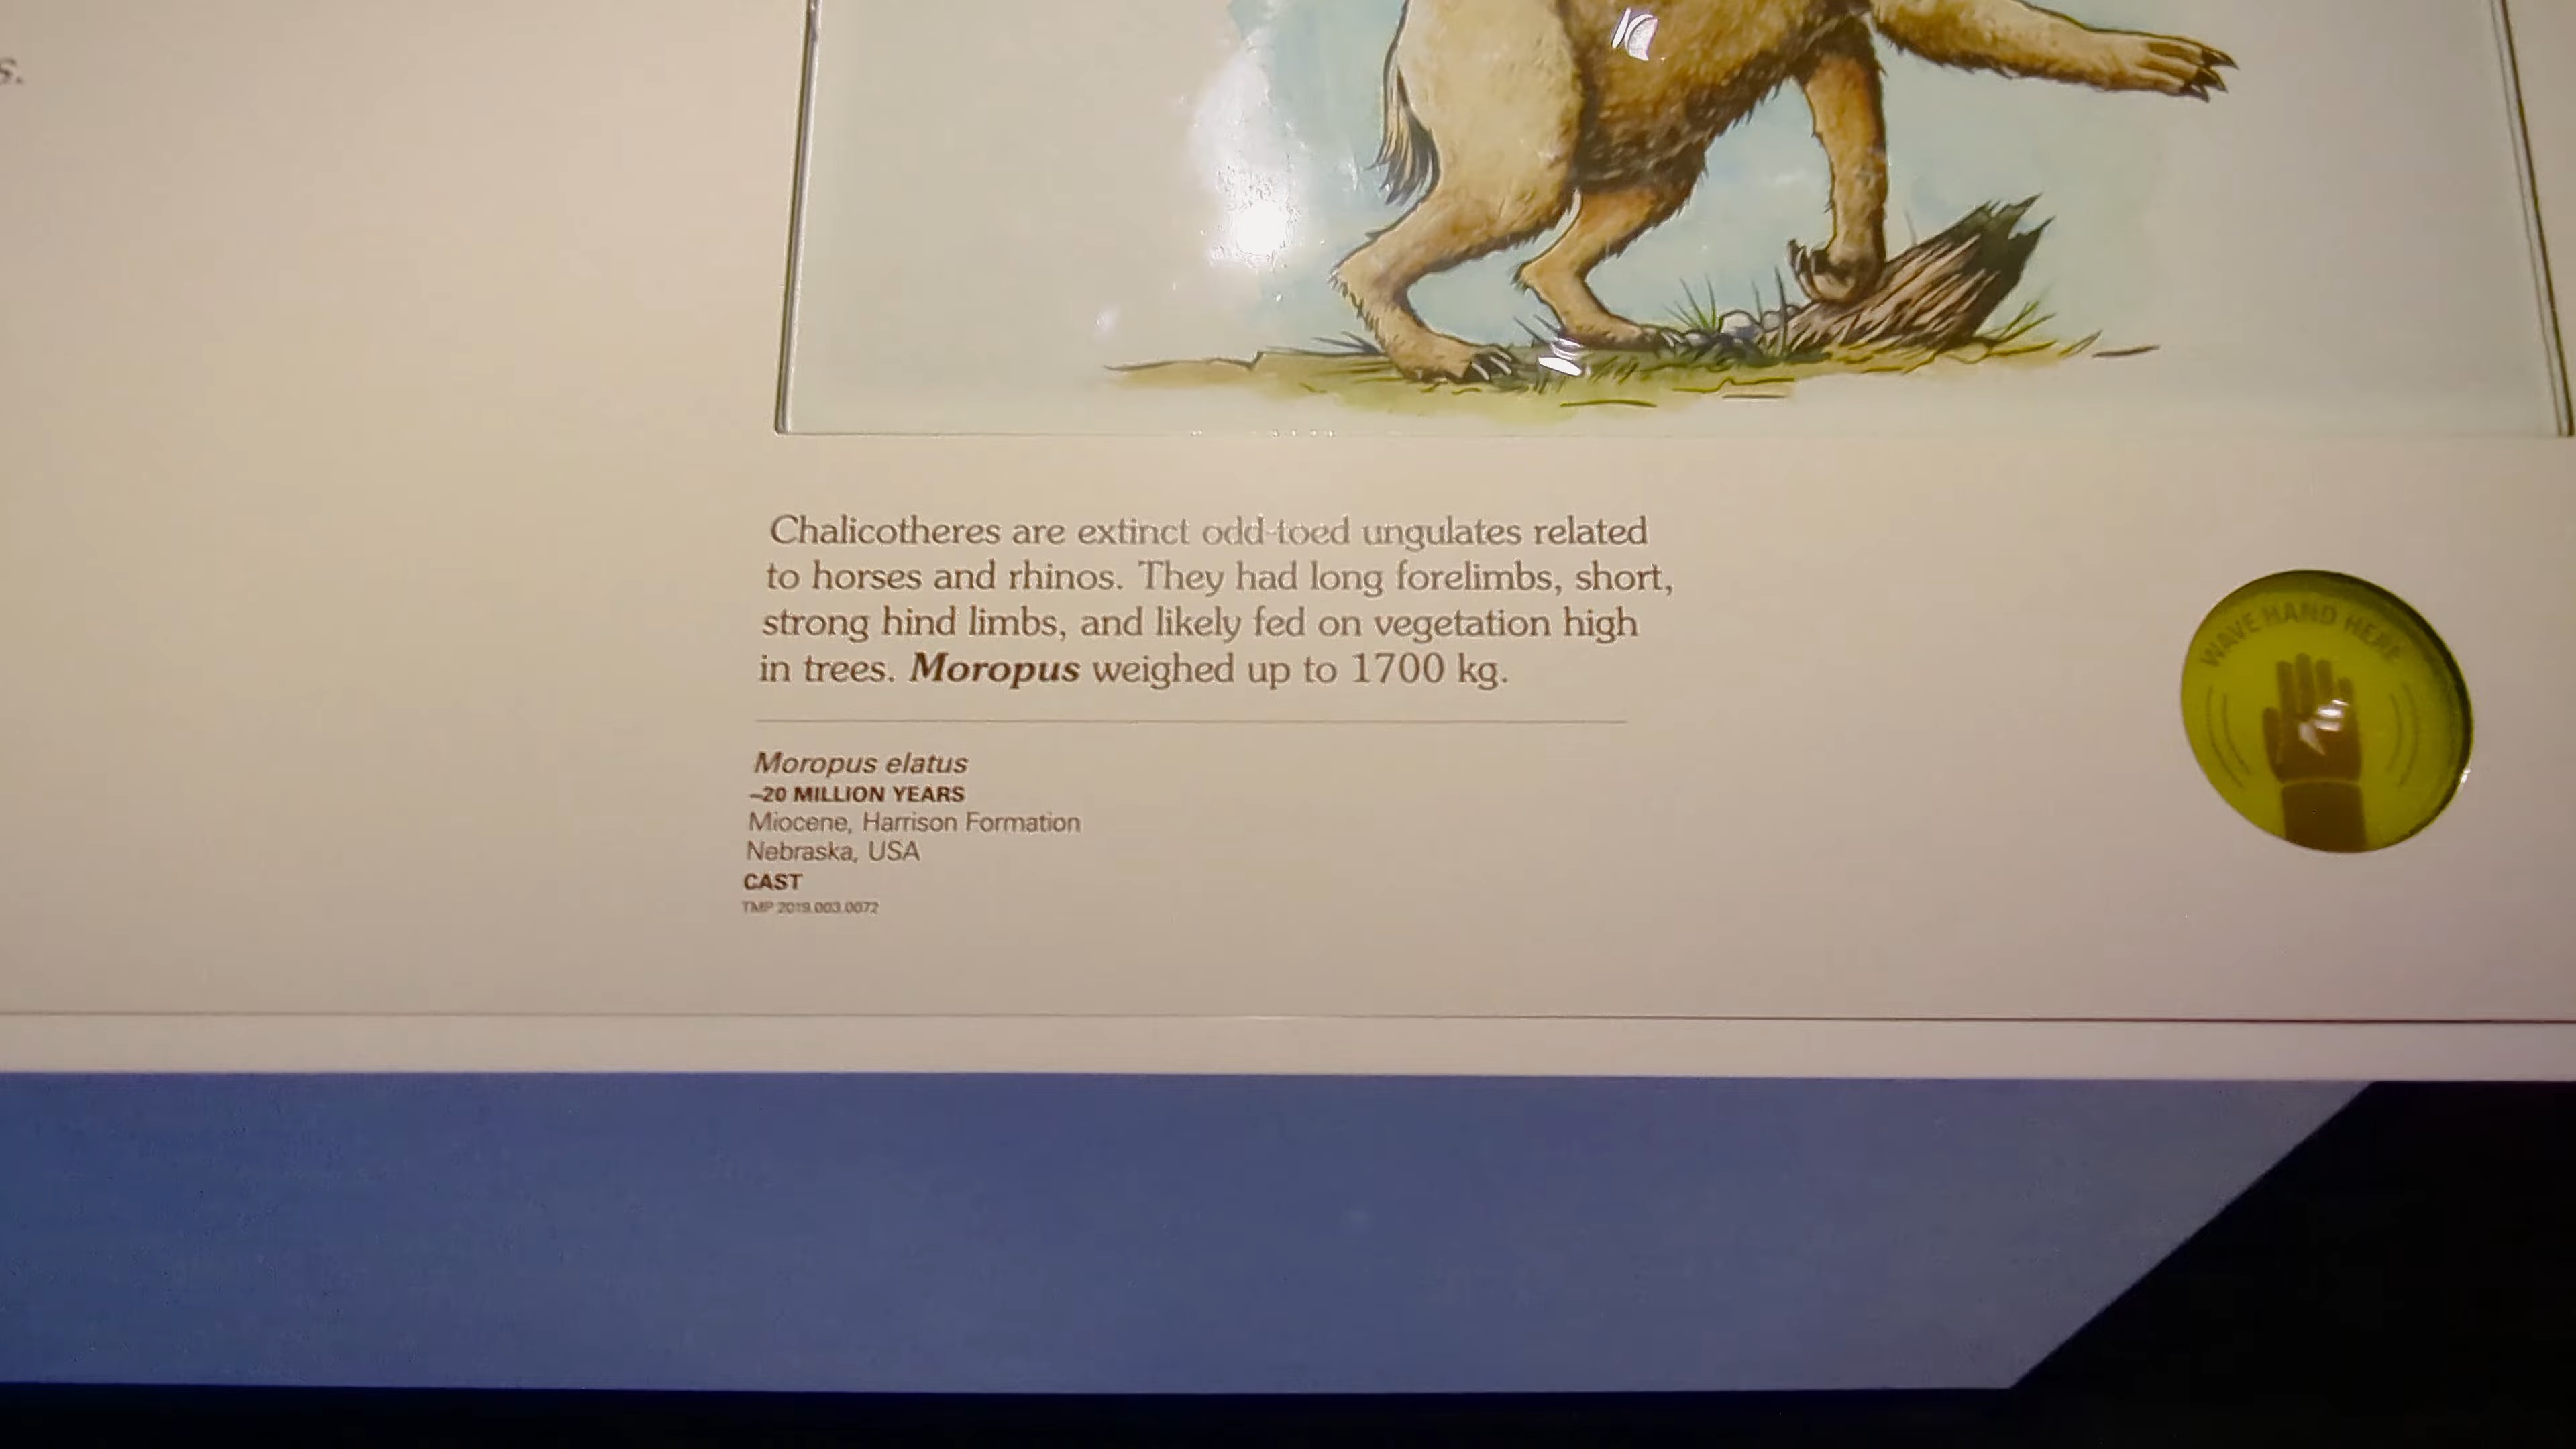 s.
Chalicotheres are extinct odd-toed ungulates related
to horses and rhinos. They had long forelimbs, short,
strong hind limbs, and likely fed on vegetation high
in trees. Moropus weighed up to 1700 kg.
WAVE HAND HERE
Moropus elatus
~20 MILLION YEARS
Miocene, Harrison Formation
Nebraska, USA
CAST
TMP 2019.003.0072